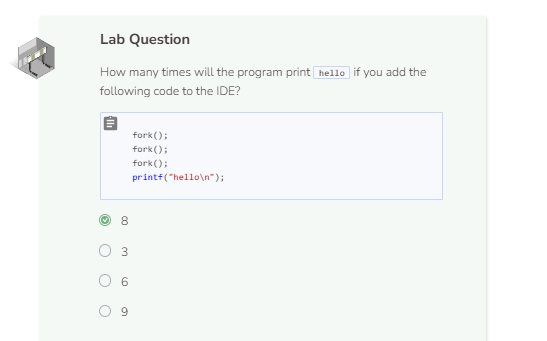 Lab Question
How many times will the program print hello if you add the
following code to the IDE?
fork();
fork();
fork();
printf("hello\n");
8
3
6
9